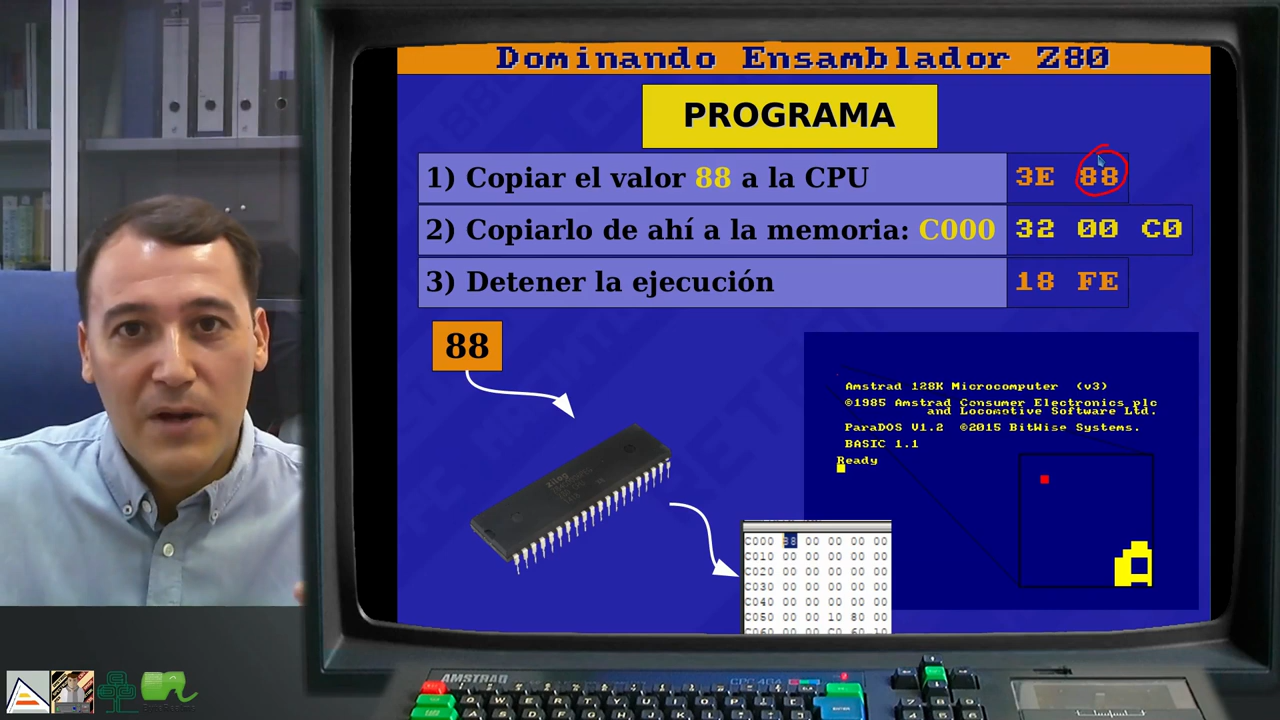 Dominando Ensamblador Z80
PROGRAMA
1) Copiar el valor 88 a la CPU 3E 88
2) Copiarlo de ahí a la memoria: C000 32 00 C0
3) Detener la ejecución 18 FE
88
Amstrad 128K Microcomputer (v3)
©1985 Amstrad Consumer Electronics plc
and Locomotive Software Ltd.
ParaDOS V1.2 ©2015 BitWise Systems.
BASIC 1.1
Ready
zilog
C000 88 00 00 00 00
C010 00 00 00 00 00
C020 00 00 00 00 00
C030 00 00 00 00 00
C040 00 00 00 00 00
C050 00 00 10 80 00
AMSTRAD